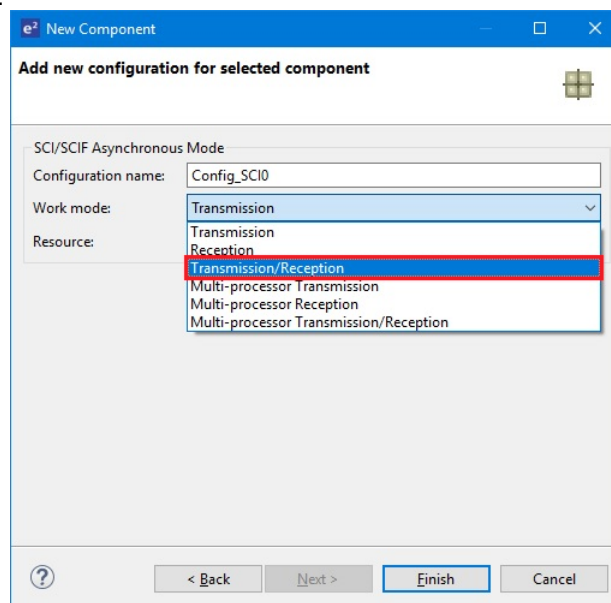 .
e² New Component
Add new configuration for selected component
SCI/SCIF Asynchronous Mode
Configuration name: Config_SCI0
Work mode: Transmission
Resource:
Transmission
Reception
Transmission/Reception
Multi-processor Transmission
Multi-processor Reception
Multi-processor Transmission/Reception
? < Back Next > Finish Cancel